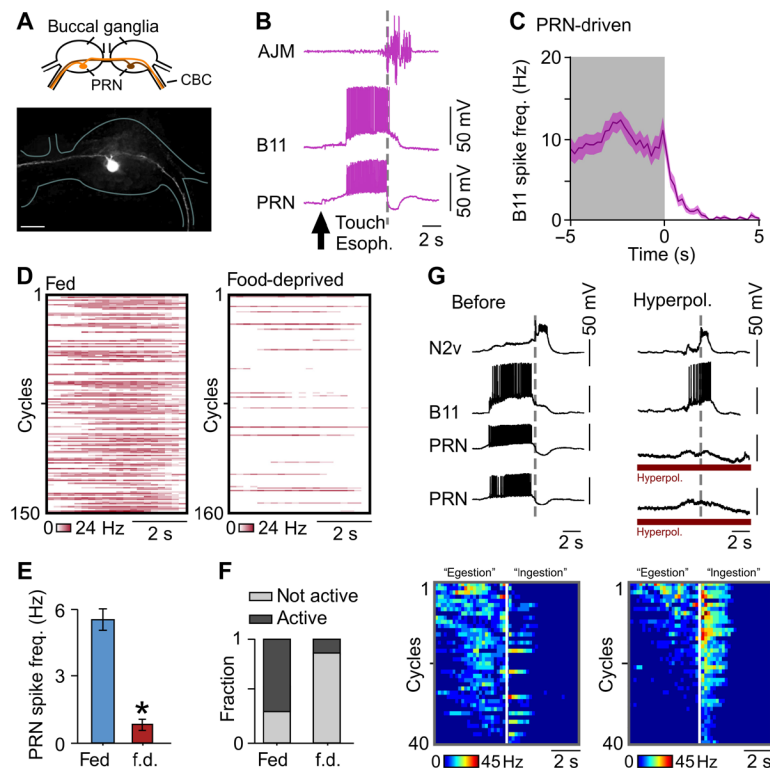 A
Buccal ganglia
PRN
CBC
B
AJM
B11
PRN
50 mV
50 mV
Touch
Esoph.
2 s
C PRN-driven
B11 spike freq. (Hz)
20
10
0
−5 0 5
Time (s)
D
Fed
Food-deprived
1
Cycles
150
0 24 Hz 2 s
1
Cycles
160
0 24 Hz 2 s
E
PRN spike freq. (Hz)
6
3
0
*
Fed f.d.
F
Not active
Active
Fraction
1
0
Fed f.d.
G
Before
Hyperpol.
N2v
B11
PRN
PRN
50 mV
50 mV
Hyperpol.
Hyperpol.
2 s
2 s
“Egestion” “Ingestion”
“Egestion” “Ingestion”
1
Cycles
40
0 45 Hz 2 s
1
Cycles
40
0 45 Hz 2 s